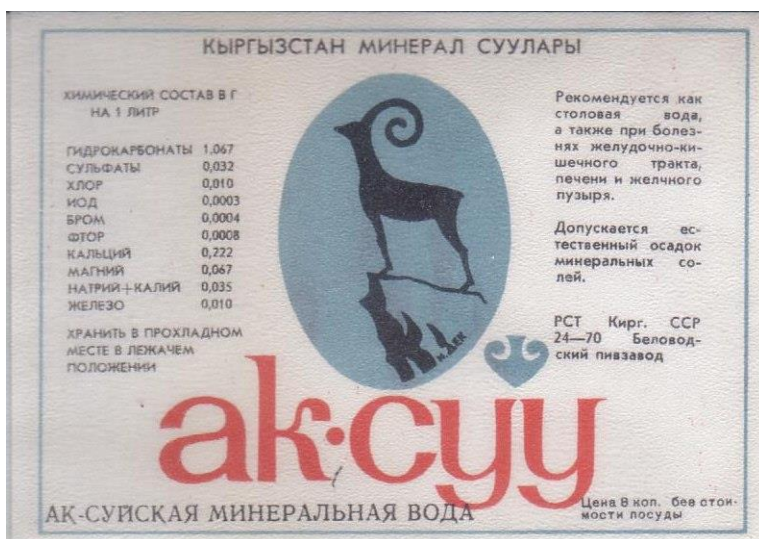 КЫРГЫЗСТАН МИНЕРАЛ СУУЛАРЫ
ХИМИЧЕСКИЙ СОСТАВ В Г
НА 1 ЛИТР
ГИДРОКАРБОНАТЫ 1,067
СУЛЬФАТЫ 0,032
ХЛОР 0,010
ИОД 0,0003
БРОМ 0,0004
ФТОР 0,0008
КАЛЬЦИЙ 0,222
МАГНИЙ 0,067
НАТРИЙ+КАЛИЙ 0,035
ЖЕЛЕЗО 0,010
ХРАНИТЬ В ПРОХЛАДНОМ
МЕСТЕ В ЛЕЖАЧЕМ
ПОЛОЖЕНИИ
Рекомендуется как
столовая вода,
а также при болез-
нях желудочно-ки-
шечного тракта,
печени и желчного
пузыря.
Допускается ес-
тественный осадок
минеральных со-
лей.
РСТ Кирг. ССР
24—70 Беловод-
ский пивзавод
И.ДЕК
ак·суу
АК-СУЙСКАЯ МИНЕРАЛЬНАЯ ВОДА
Цена 8 коп. без стои-
мости посуды